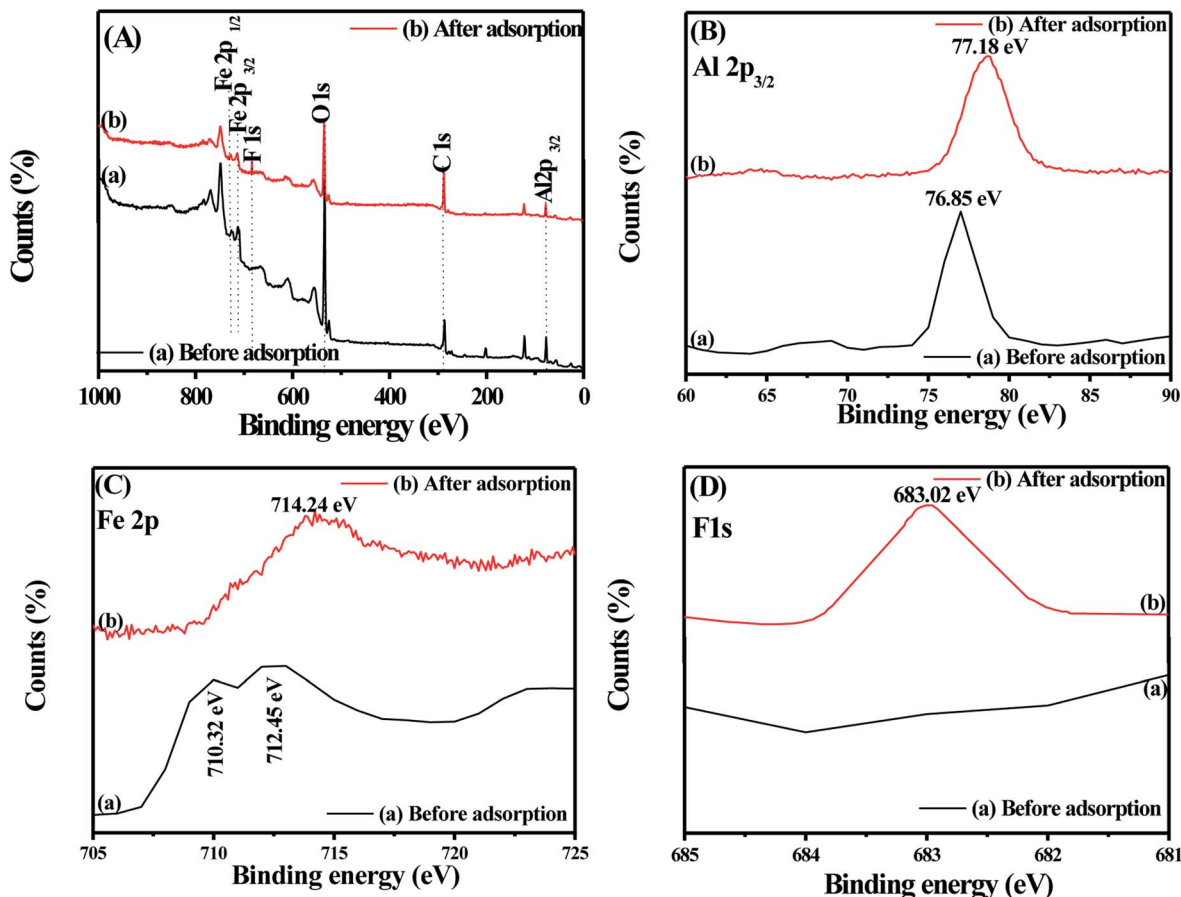 (A)
(b) After adsorption
Fe 2p 1/2
Fe 2p 3/2
F 1s
O 1s
C 1s
Al2p 3/2
(b)
(a)
(a) Before adsorption
Counts (%)
1000 800 600 400 200 0
Binding energy (eV)
(B)
(b) After adsorption
77.18 eV
Al 2p3/2
(b)
76.85 eV
(a)
(a) Before adsorption
Counts (%)
60 65 70 75 80 85 90
Binding energy (eV)
(C)
(b) After adsorption
714.24 eV
Fe 2p
(b)
710.32 eV
712.45 eV
(a)
(a) Before adsorption
Counts (%)
705 710 715 720 725
Binding energy (eV)
(D)
(b) After adsorption
683.02 eV
F1s
(b)
(a)
(a) Before adsorption
Counts (%)
685 684 683 682 681
Binding energy (eV)